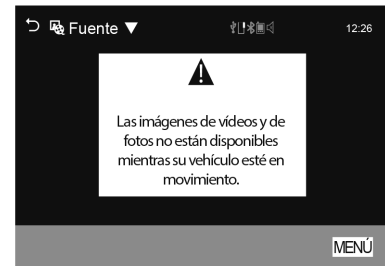 Fuente ▼ 12:26
Las imágenes de vídeos y de
fotos no están disponibles
mientras su vehículo esté en
movimiento.
MENÚ